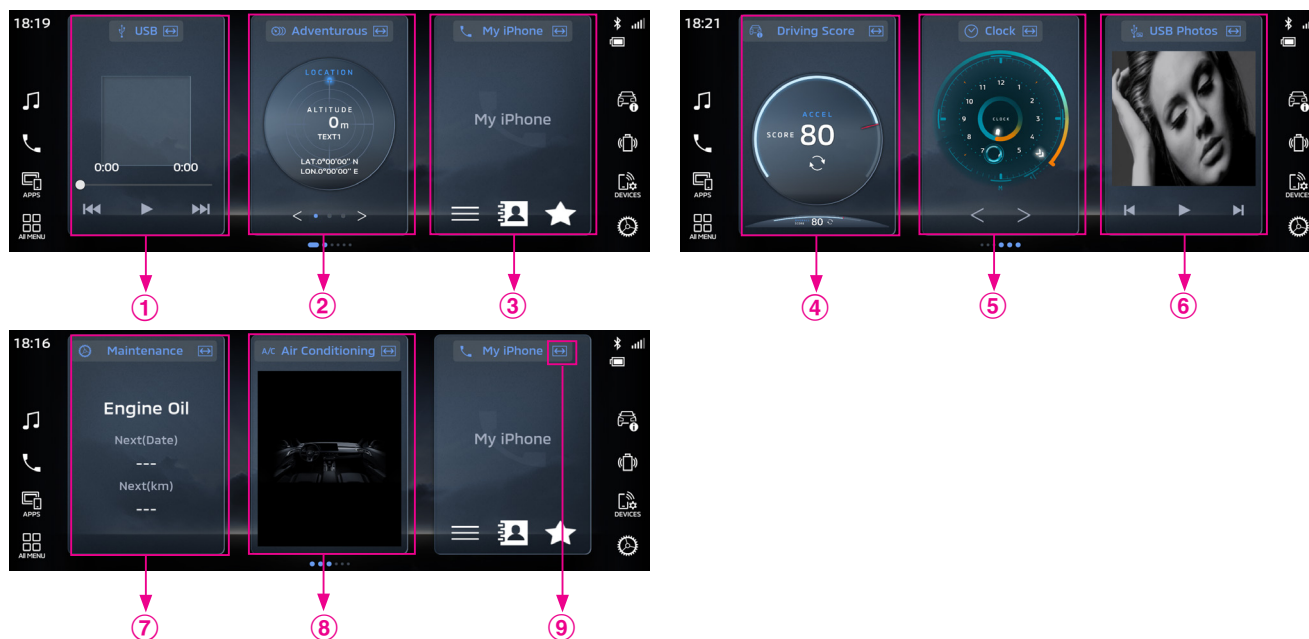 18:19
USB
Adventurous
My iPhone
LOCATION
ALTITUDE
0 m
TEXT1
LAT.0°00'00" N
LON.0°00'00" E
My iPhone
0:00 0:00
APPS
All MENU
DEVICES
1
2
3
18:21
Driving Score
Clock
USB Photos
ACCEL
SCORE 80
SCORE 80
12
1
2
3
4
5
7
8
9
10
11
CLOCK
APPS
All MENU
DEVICES
4
5
6
18:16
Maintenance
A/C Air Conditioning
My iPhone
Engine Oil
Next(Date)
---
Next(km)
---
My iPhone
APPS
All MENU
DEVICES
7
8
9